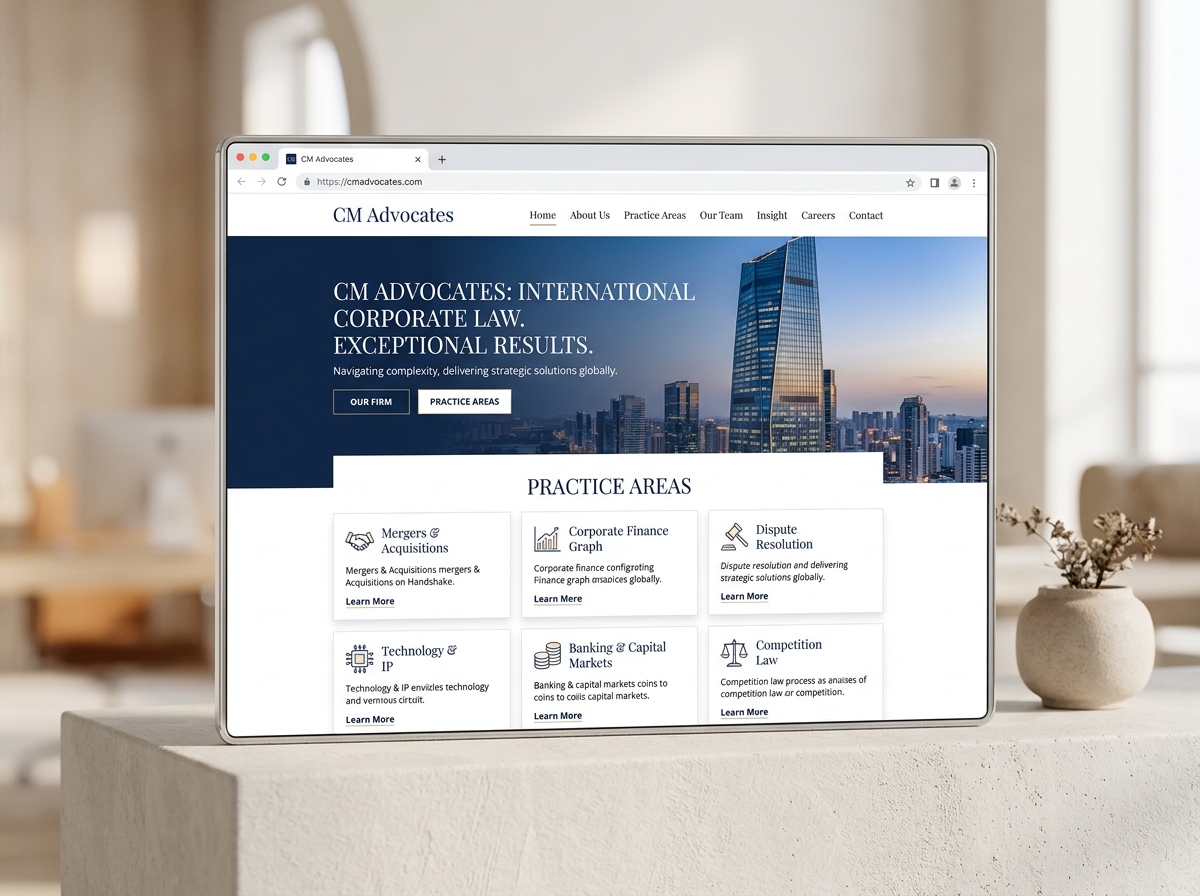 CM Advocates
https://cmadvocates.com
CM Advocates
Home About Us Practice Areas Our Team Insight Careers Contact
CM ADVOCATES: INTERNATIONAL
CORPORATE LAW.
EXCEPTIONAL RESULTS.
Navigating complexity, delivering strategic solutions globally.
OUR FIRM PRACTICE AREAS
PRACTICE AREAS
Mergers &
Acquisitions
Mergers & Acquisitions mergers &
Acquisitions on Handshake.
Learn More
Corporate Finance
Graph
Corporate finance
Finance graph globally.
Learn Mere
Dispute
Resolution
Dispute resolution and delivering
strategic solutions globally.
Learn More
Technology &
IP
Technology & IP technology
and circuit.
Learn More
Banking & Capital
Markets
Banking & capital markets coins to
coins to capital markets.
Learn More
Competition
Law
Competition law process as of
competition law or competition.
Learn More